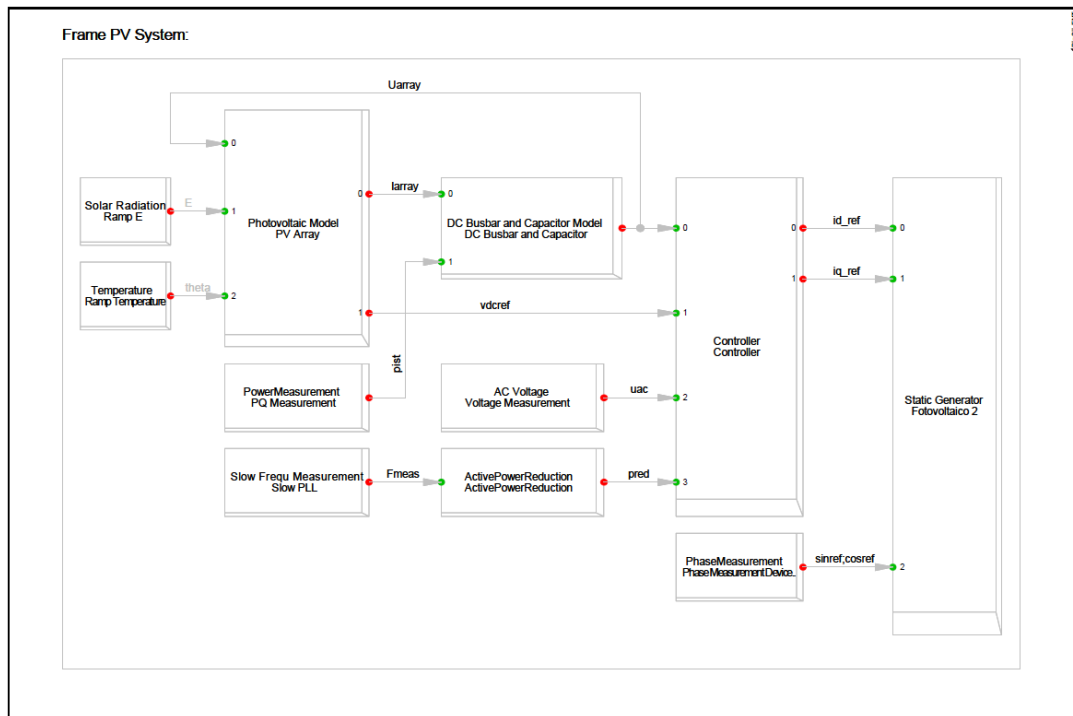 Frame PV System:
Uarray
0
Solar Radiation
Ramp E
E
1
Photovoltaic Model
PV Array
0
Iarray
0
DC Busbar and Capacitor Model
DC Busbar and Capacitor
1
0
0
id_ref
0
Temperature
Ramp Temperature
theta
2
1
vdcref
1
1
iq_ref
1
Controller
Controller
pist
PowerMeasurement
PQ Measurement
AC Voltage
Voltage Measurement
uac
2
Static Generator
Fotovoltaico 2
Slow Frequ Measurement
Slow PLL
Fmeas
ActivePowerReduction
ActivePowerReduction
pred
3
PhaseMeasurement
Phase Measurement Device..
sinref;cosref
2